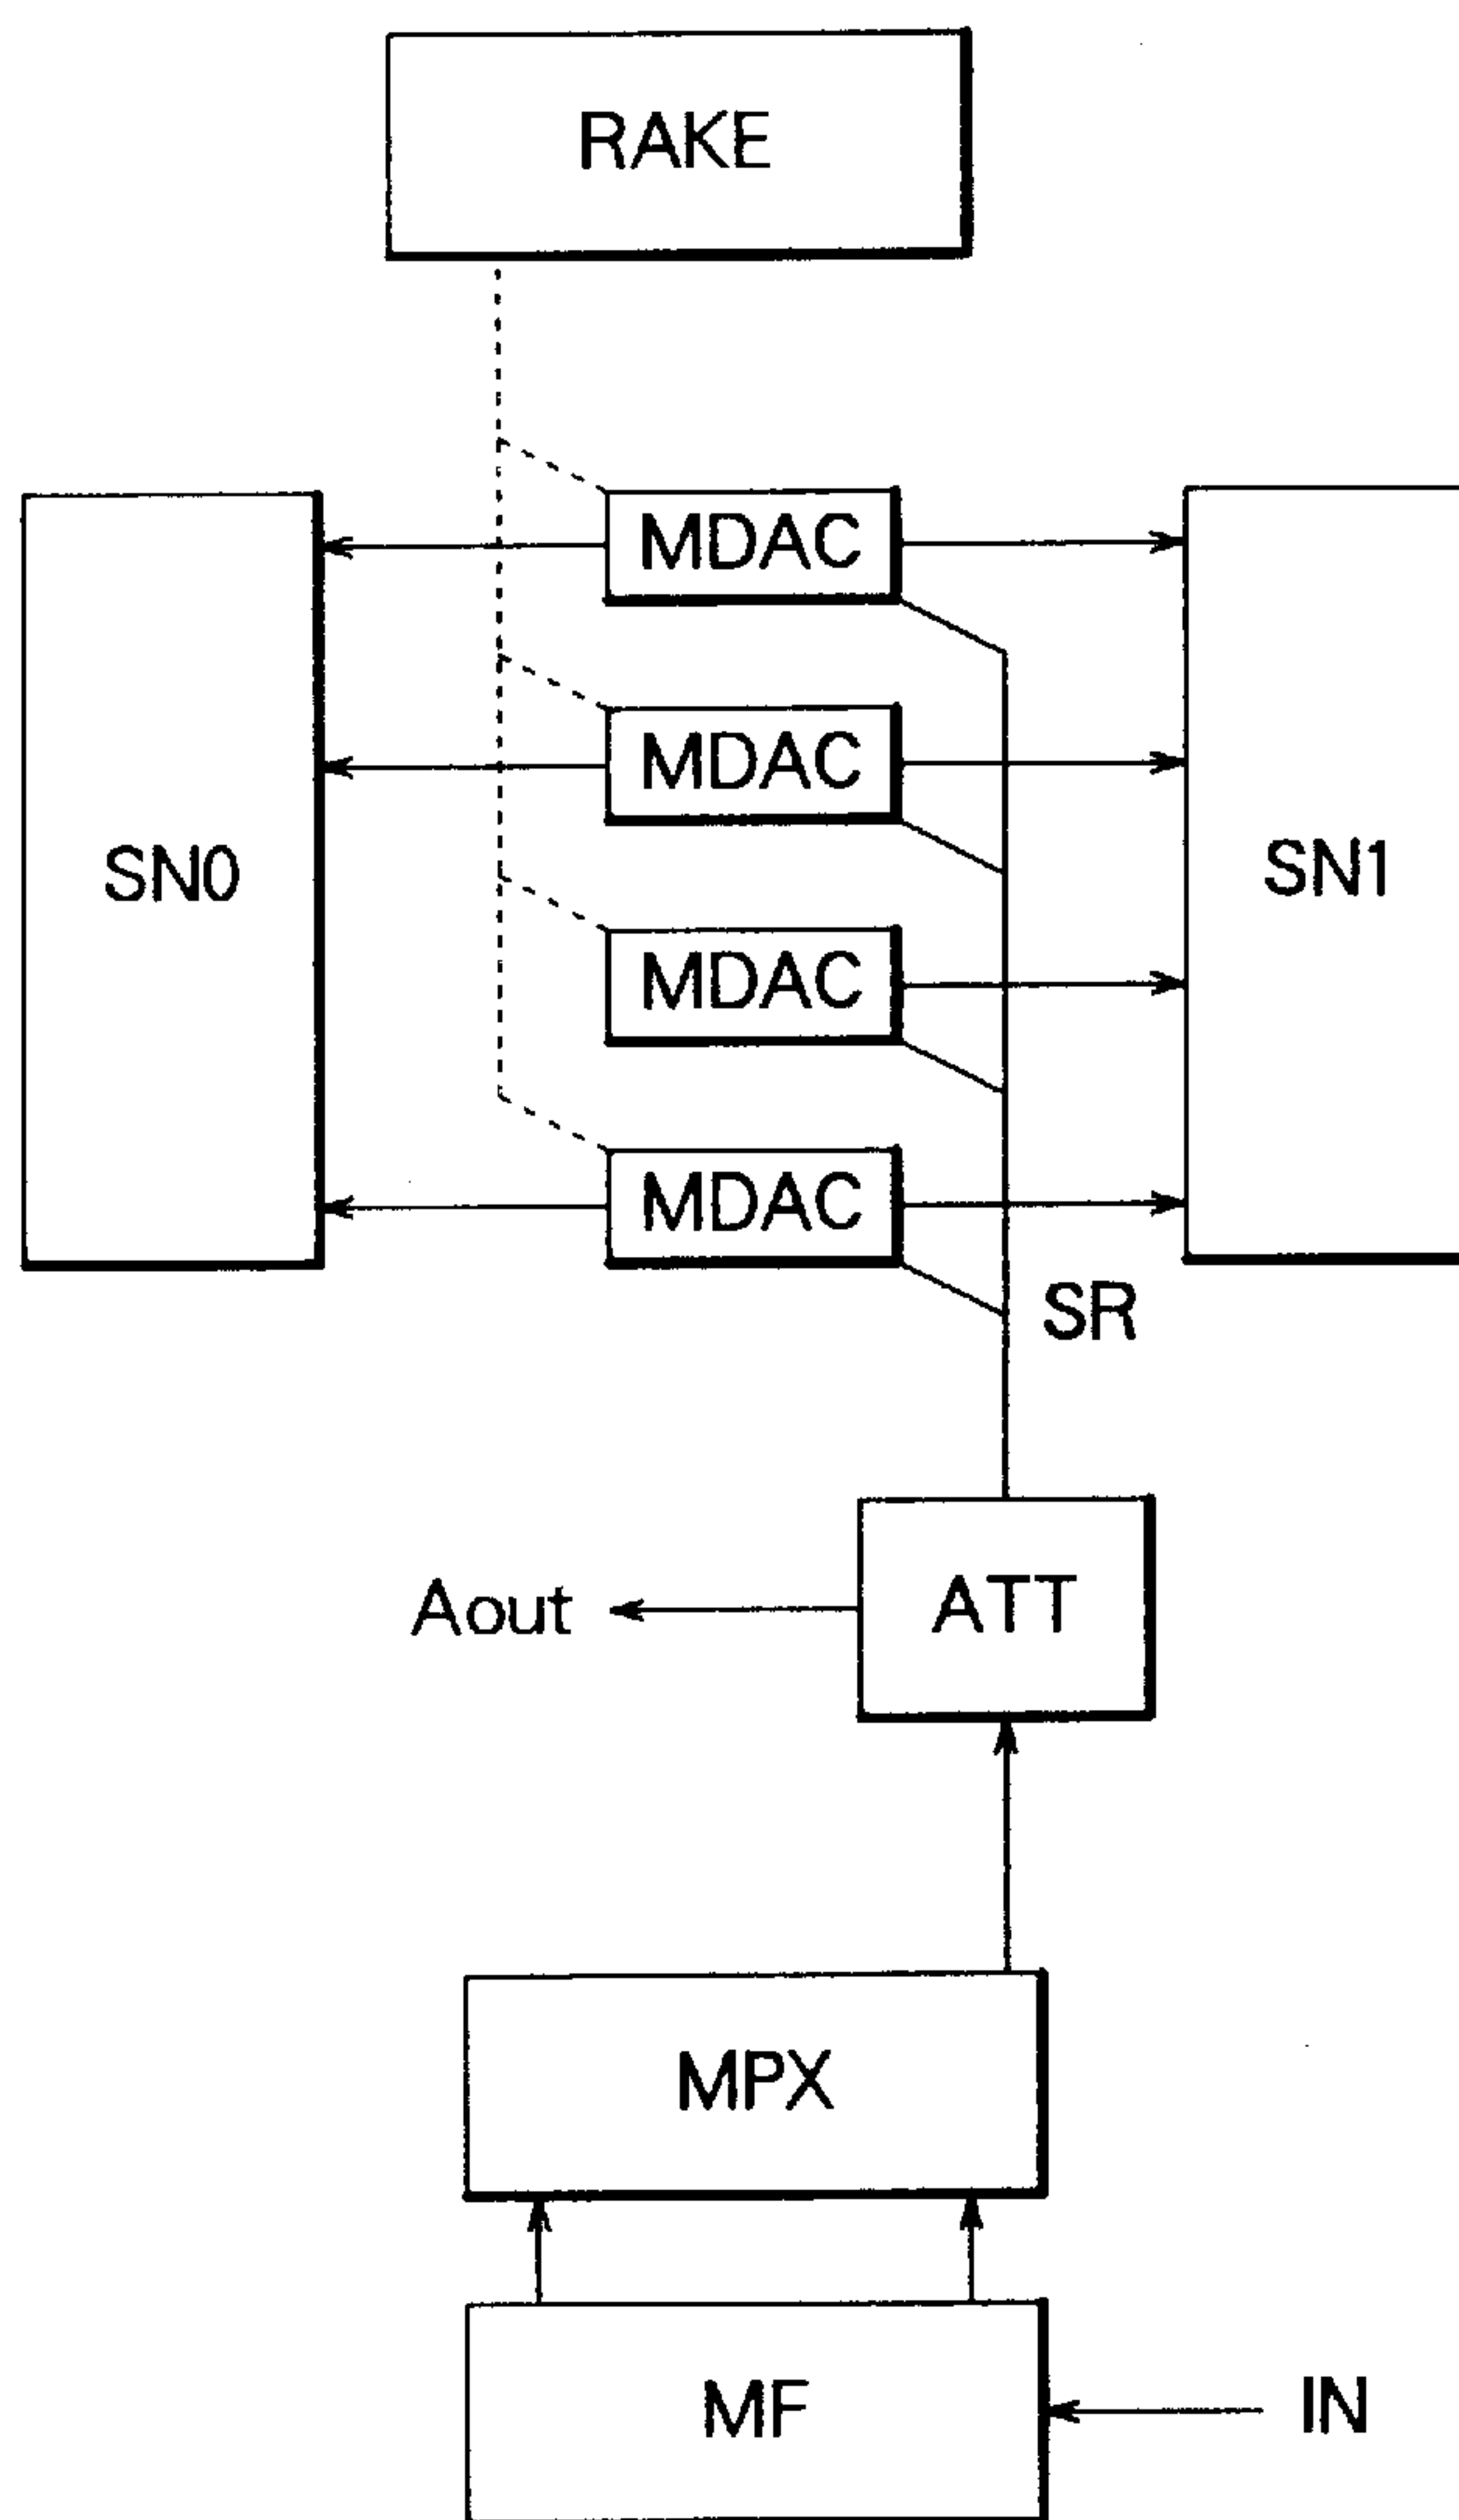 RAKE
MDAC
MDAC
SN0
SN1
MDAC
MDAC
SR
Aout
ATT
MPX
MF
IN